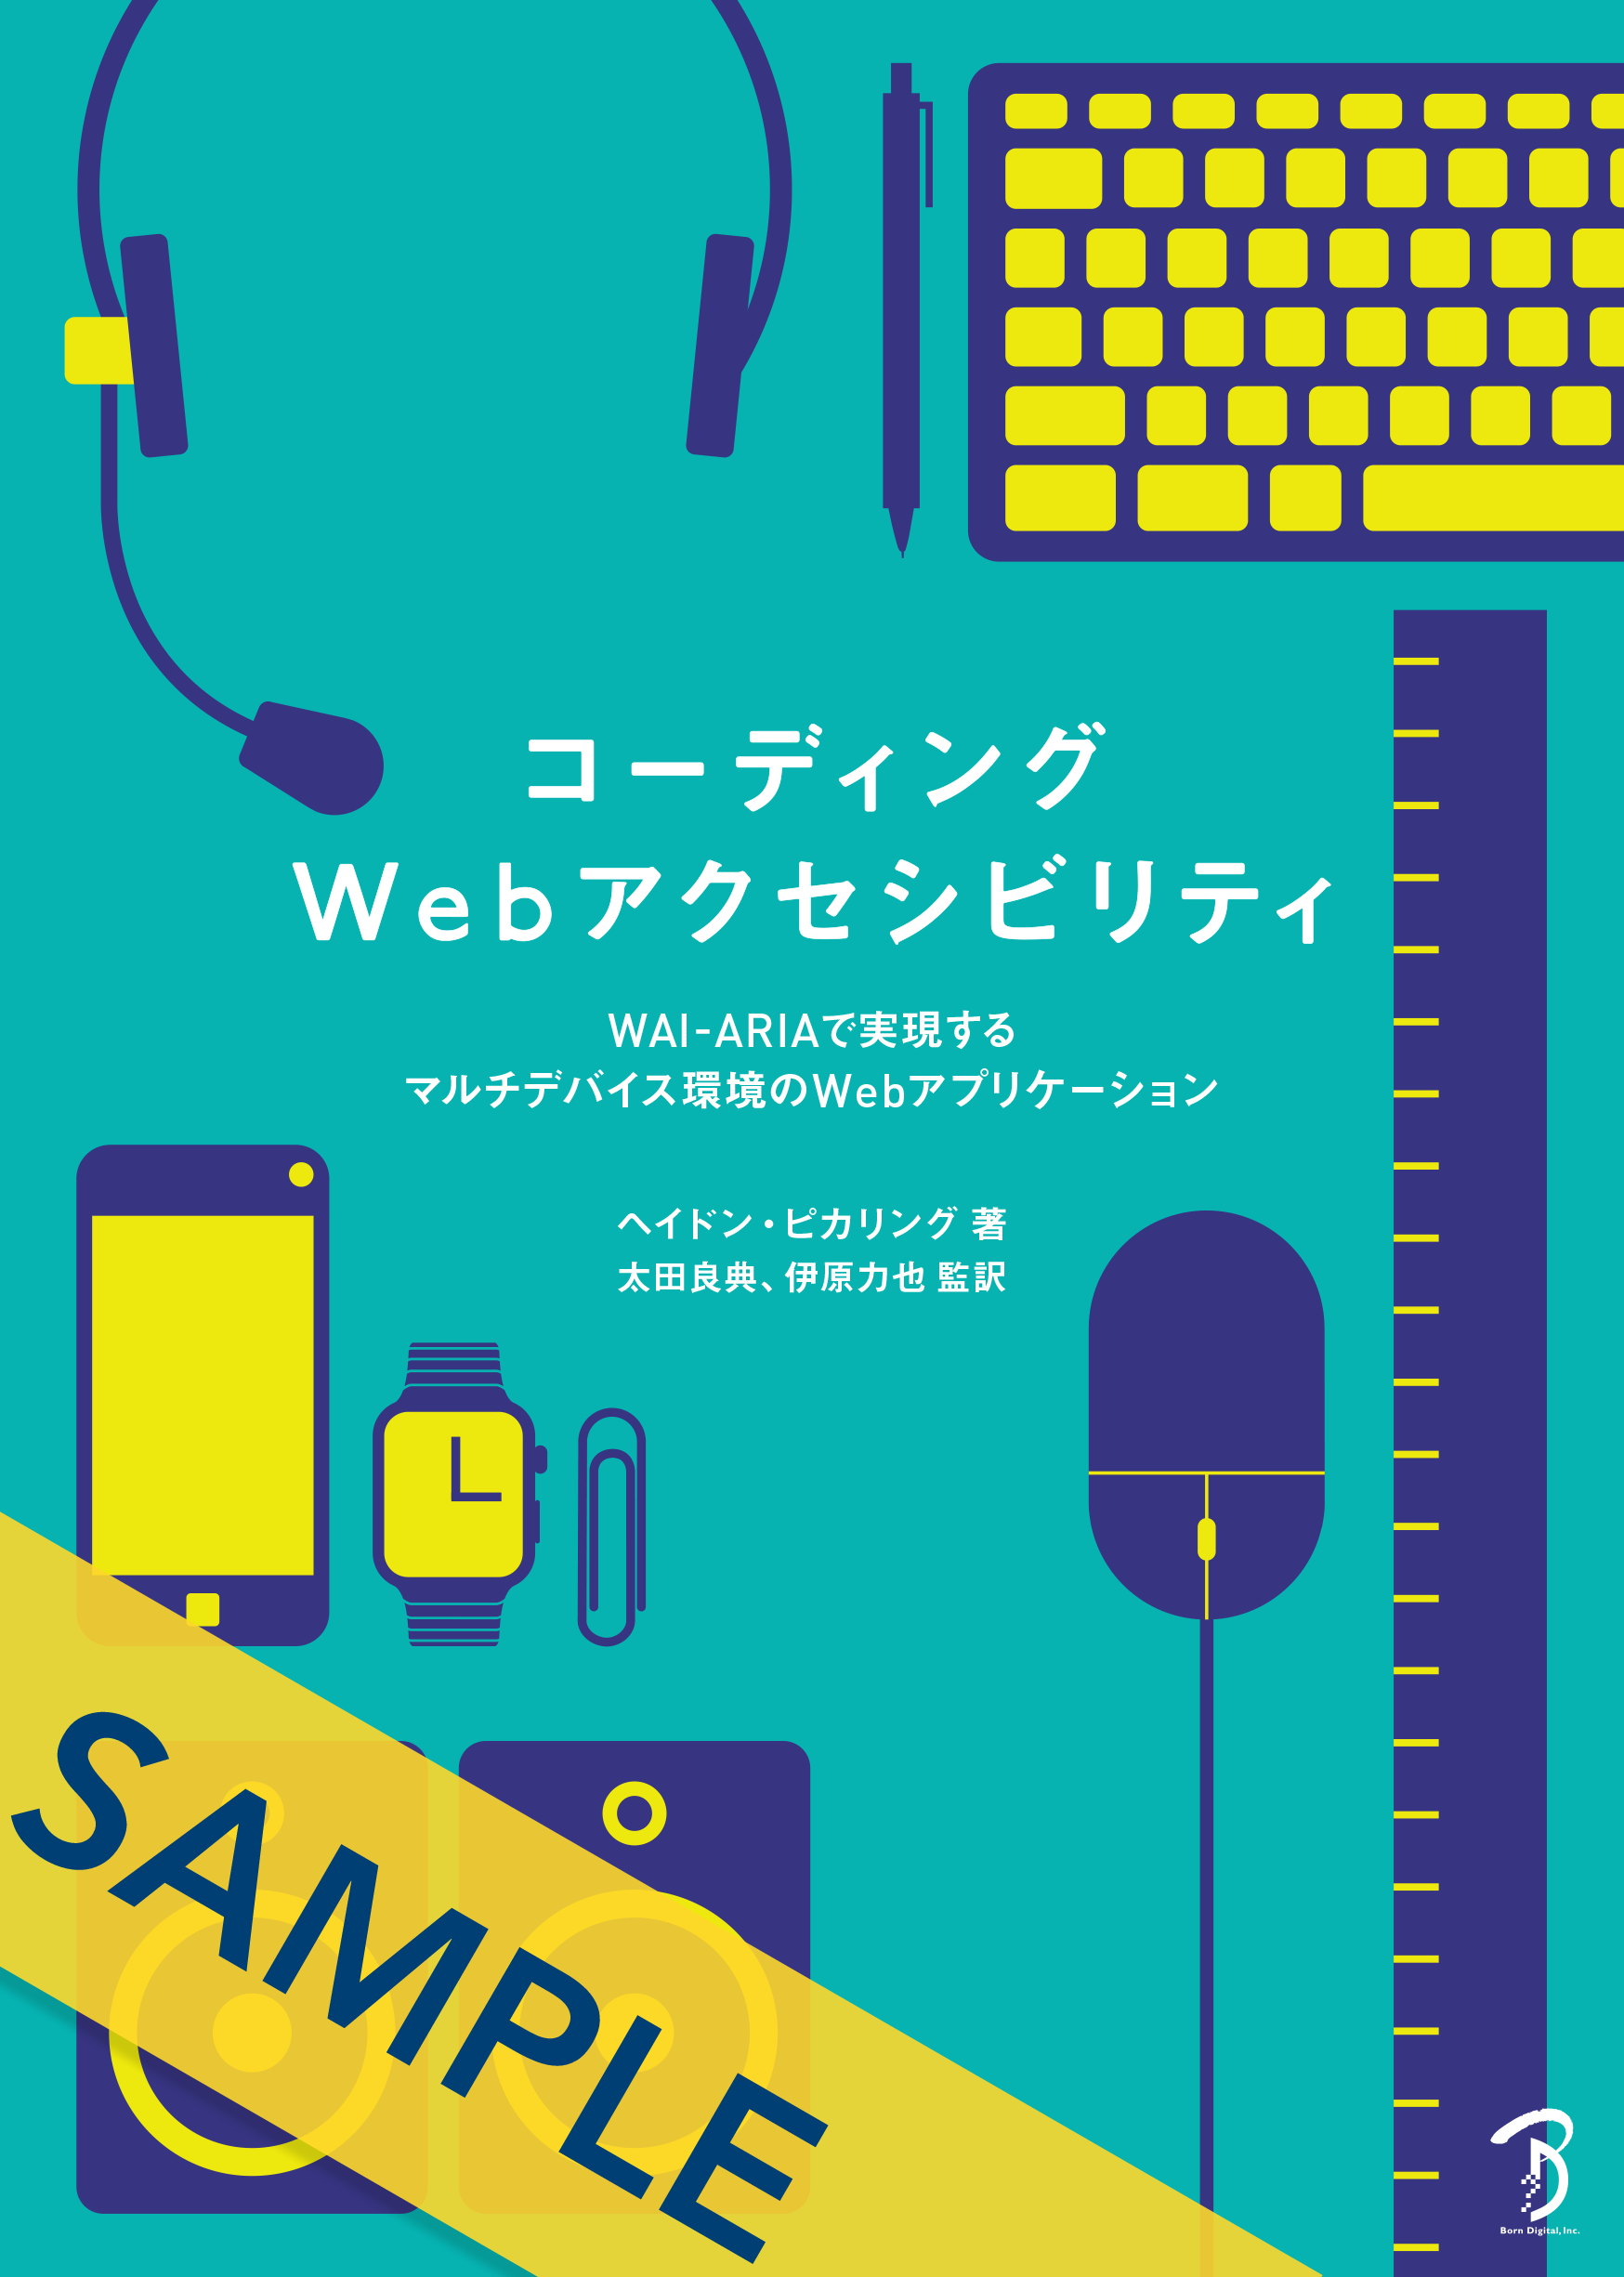 コーディング
Webアクセシビリティ
WAI-ARIAで実現する
マルチデバイス環境のWebアプリケーション
ヘイドン・ピカリング 著
太田良典、伊原力也 監訳
SAMPLE
Born Digital, Inc.